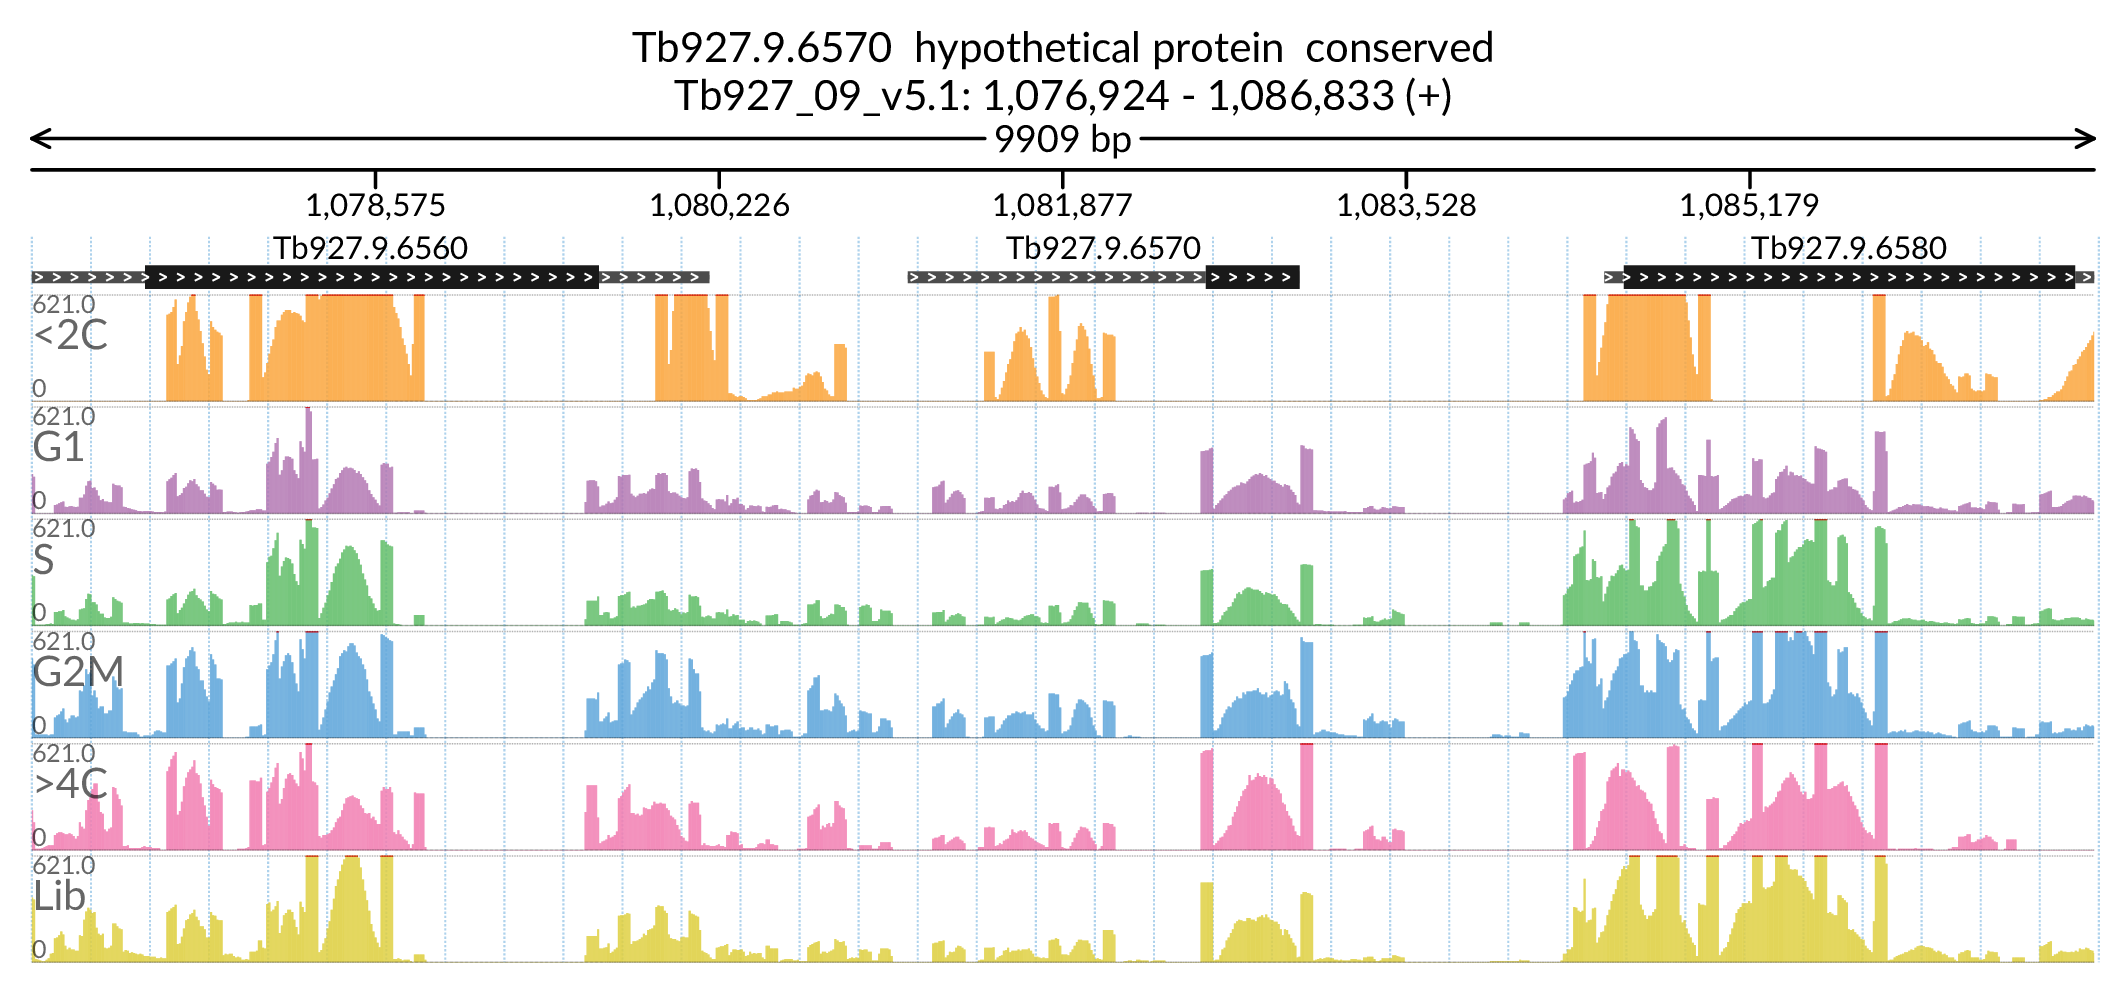 Tb927.9.6570  hypothetical protein  conserved
Tb927_09_v5.1: 1,076,924 - 1,086,833 (+)
9909 bp
1,078,575 1,080,226 1,081,877 1,083,528 1,085,179
Tb927.9.6560 Tb927.9.6570 Tb927.9.6580
621.0
<2C
0
621.0
G1
0
621.0
S
0
621.0
G2M
0
621.0
>4C
0
621.0
Lib
0